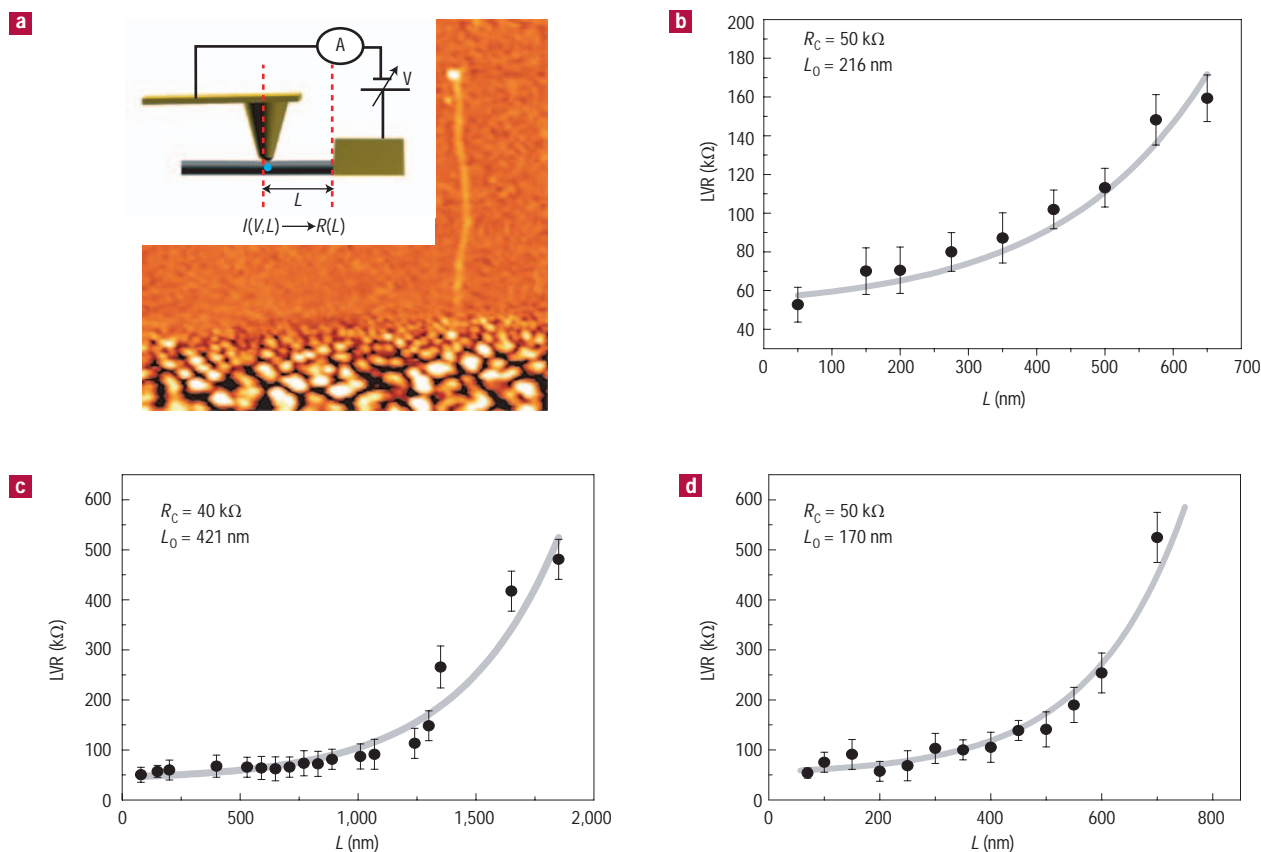 a
A
V
L
I(V,L)⟶R(L)
b
200
180
160
140
120
100
80
60
40
LVR (kΩ)
R_C = 50 kΩ
L_0 = 216 nm
0 100 200 300 400 500 600 700
L (nm)
c
600
500
400
300
200
100
0
LVR (kΩ)
R_C = 40 kΩ
L_0 = 421 nm
0 500 1,000 1,500 2,000
L (nm)
d
600
500
400
300
200
100
0
LVR (kΩ)
R_C = 50 kΩ
L_0 = 170 nm
0 200 400 600 800
L (nm)